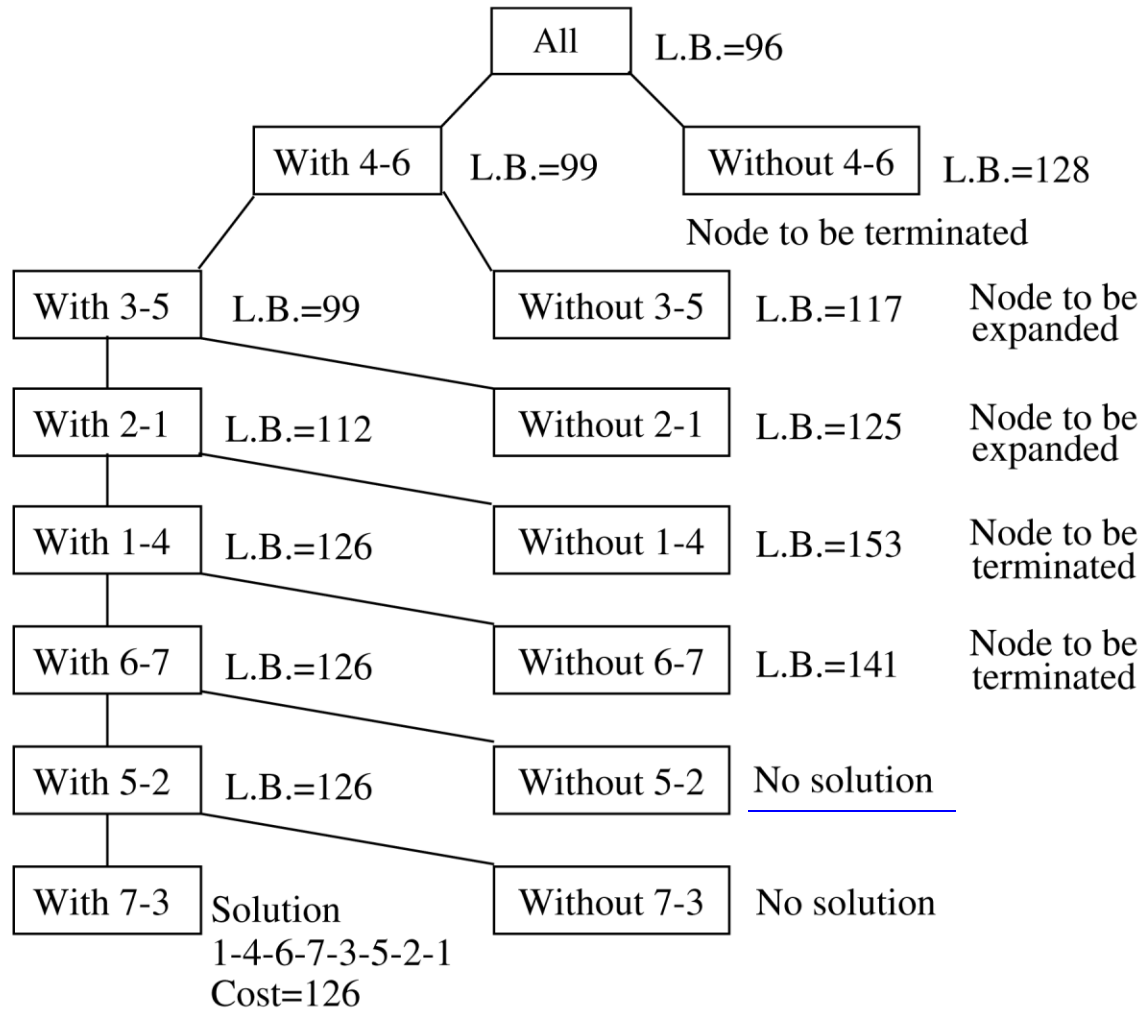 All L.B.=96
With 4-6 L.B.=99 Without 4-6 L.B.=128
Node to be terminated
With 3-5 L.B.=99 Without 3-5 L.B.=117 Node to be
expanded
With 2-1 L.B.=112 Without 2-1 L.B.=125 Node to be
expanded
With 1-4 L.B.=126 Without 1-4 L.B.=153 Node to be
terminated
With 6-7 L.B.=126 Without 6-7 L.B.=141 Node to be
terminated
With 5-2 L.B.=126 Without 5-2 No solution
With 7-3 Without 7-3 No solution
Solution
1-4-6-7-3-5-2-1
Cost=126